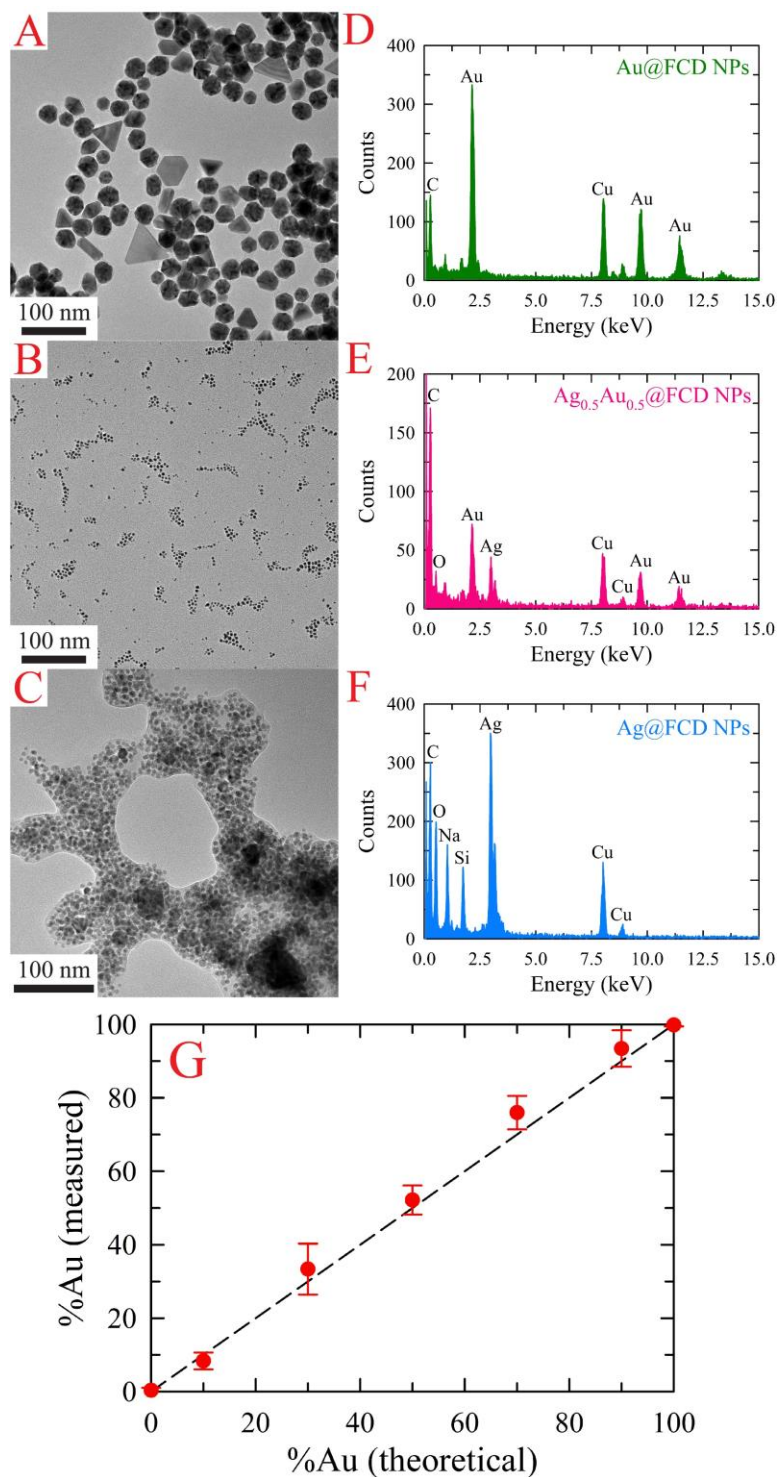 A
100 nm
B
100 nm
C
100 nm
D
Au@FCD NPs
400
300
200
100
0
Counts
C
Au
Cu
Au
Au
0.0 2.5 5.0 7.5 10.0 12.5 15.0
Energy (keV)
E
Ag0.5Au0.5@FCD NPs
200
150
100
50
0
Counts
C
O
Au
Ag
Cu
Cu
Au
Au
0.0 2.5 5.0 7.5 10.0 12.5 15.0
Energy (keV)
F
Ag@FCD NPs
400
300
200
100
0
Counts
C
O
Na
Si
Ag
Cu
Cu
0.0 2.5 5.0 7.5 10.0 12.5 15.0
Energy (keV)
G
100
80
60
40
20
0
%Au (measured)
0 20 40 60 80 100
%Au (theoretical)